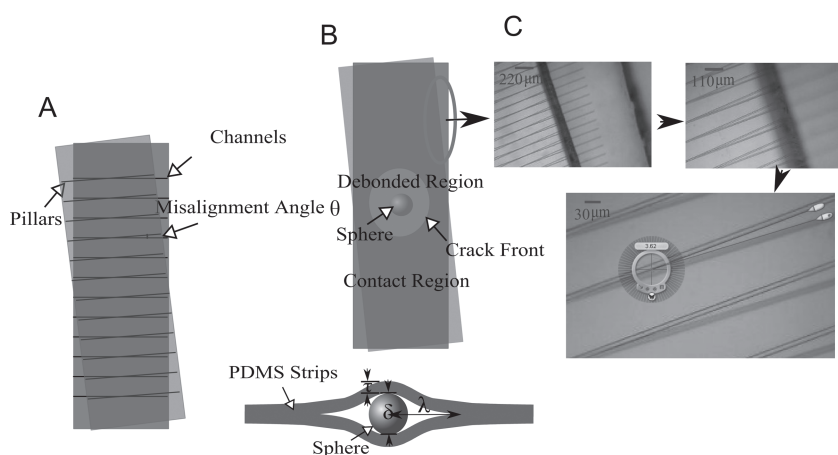 A
Channels
Pillars
Misalignment Angle θ
B
Debonded Region
Sphere
Crack Front
Contact Region
PDMS Strips
τ
δ
λ
Sphere
C
220μm
110μm
30μm
3.62